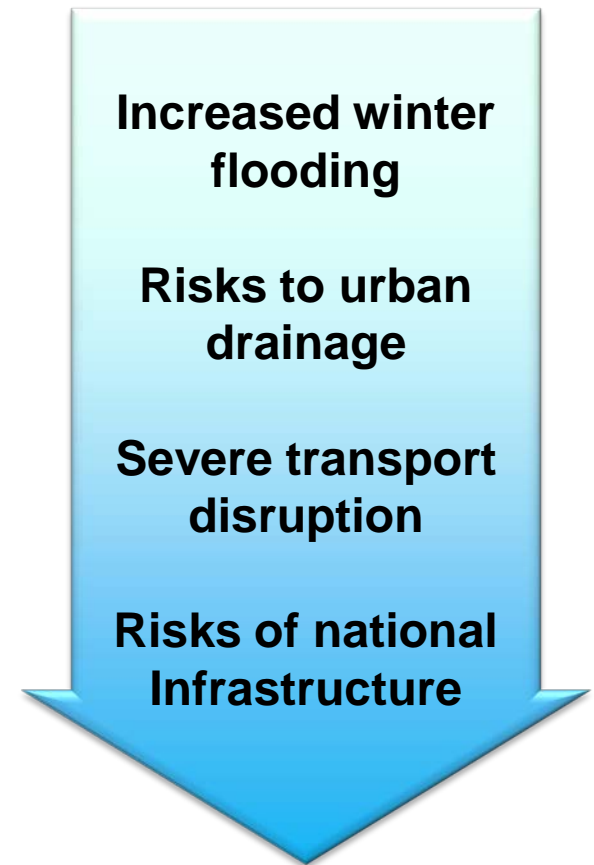 Increased winter
flooding
Risks to urban
drainage
Severe transport
disruption
Risks of national
Infrastructure